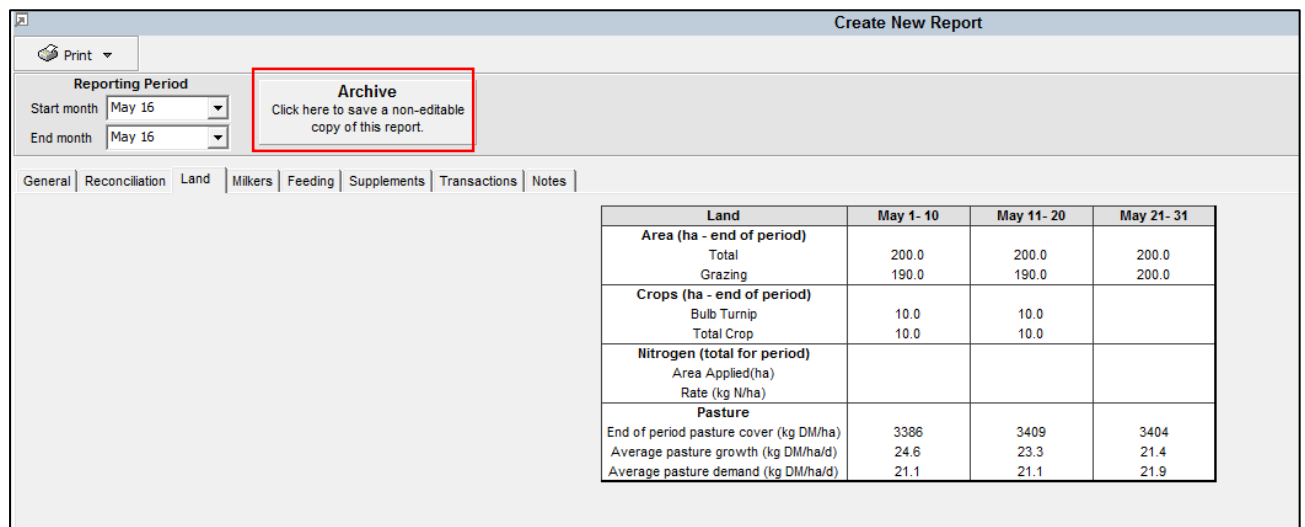 Create New Report
Print
Reporting Period
Start month May 16
End month May 16
Archive
Click here to save a non-editable
copy of this report.
General Reconciliation Land Milkers Feeding Supplements Transactions Notes
Land May 1- 10 May 11- 20 May 21- 31
Area (ha - end of period)
Total 200.0 200.0 200.0
Grazing 190.0 190.0 200.0
Crops (ha - end of period)
Bulb Turnip 10.0 10.0
Total Crop 10.0 10.0
Nitrogen (total for period)
Area Applied(ha)
Rate (kg N/ha)
Pasture
End of period pasture cover (kg DM/ha) 3386 3409 3404
Average pasture growth (kg DM/ha/d) 24.6 23.3 21.4
Average pasture demand (kg DM/ha/d) 21.1 21.1 21.9